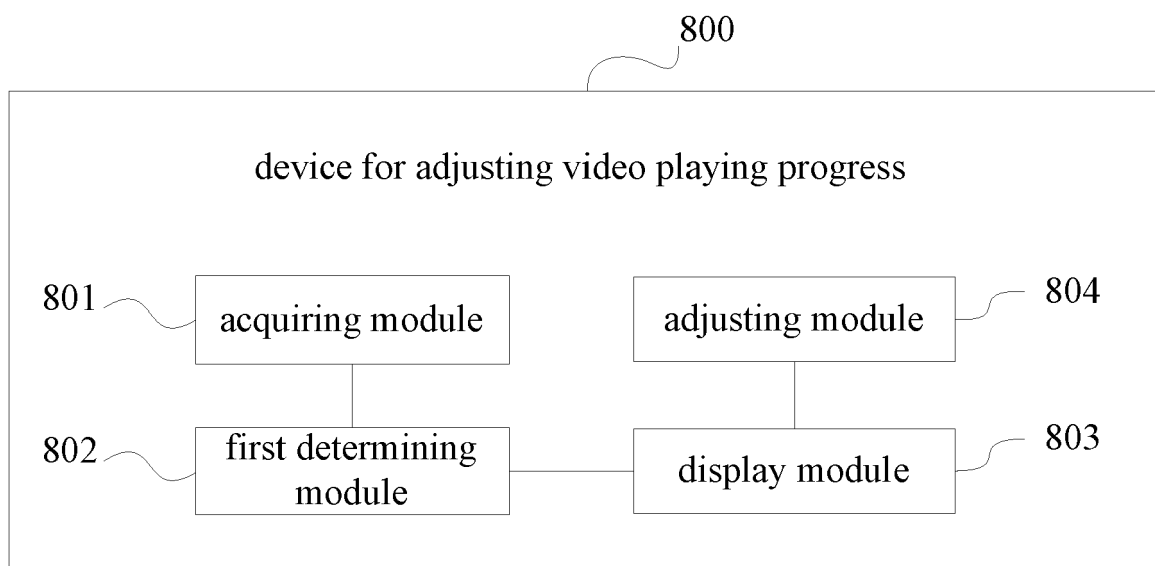 800
device for adjusting video playing progress
801
acquiring module
adjusting module
804
802
first determining
module
display module
803